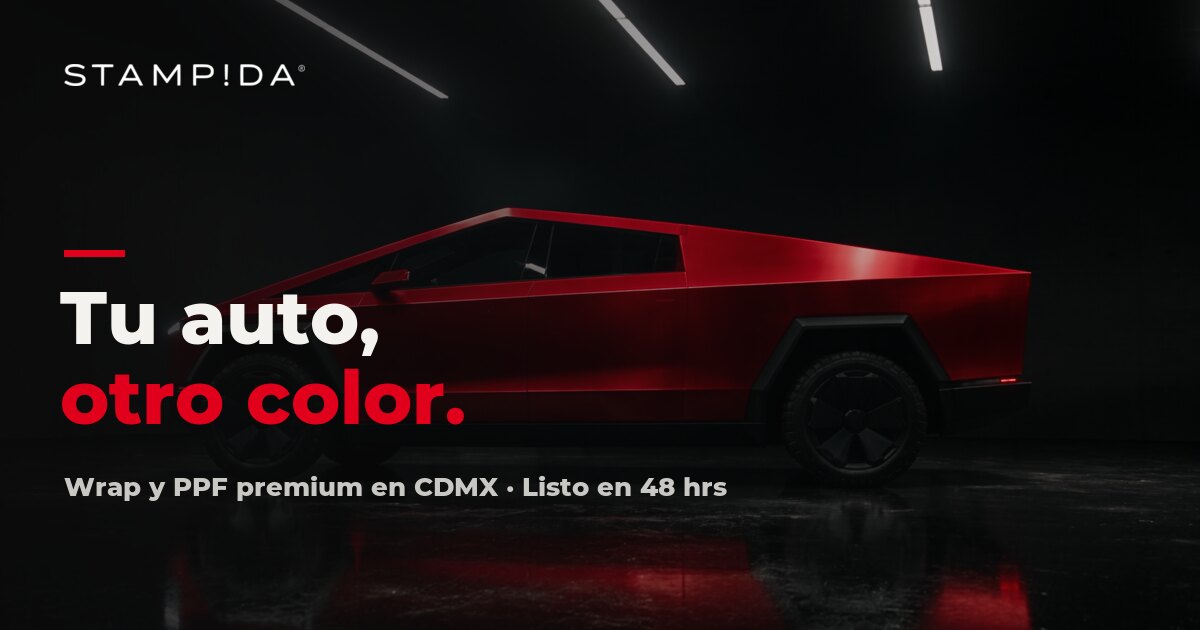 STAMP!DA®
Tu auto,
otro color.
Wrap y PPF premium en CDMX · Listo en 48 hrs